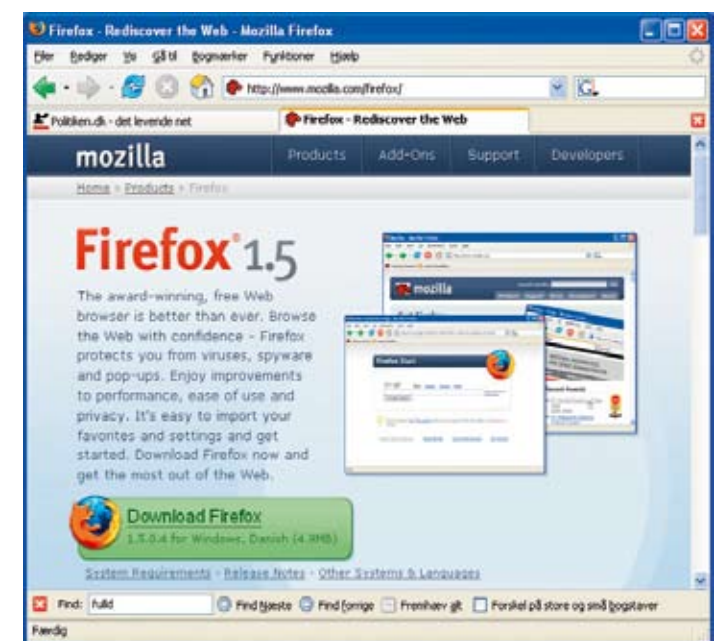 Firefox - Rediscover the Web - Mozilla Firefox
Filer Rediger Vis Gå til Bogmærker Funktioner Hjælp
http://www.mozilla.com/firefox/
G.
Politiken.dk - det levende net
Firefox - Rediscover the Web
mozilla
Products Add-Ons Support Developers
Home » Products » Firefox
Firefox® 1.5
The award-winning, free Web
browser is better than ever. Browse
the Web with confidence - Firefox
protects you from viruses, spyware
and pop-ups. Enjoy improvements
to performance, ease of use and
privacy. It's easy to import your
favorites and settings and get
started. Download Firefox now and
get the most out of the Web.
mozilla
Firefox Start
Download Firefox
1.5.0.4 for Windows, Danish (4.9MB)
System Requirements - Release Notes - Other Systems & Languages
Find: fulld Find Næste Find forrige Fremhæv alt Forskel på store og små bogstaver
Færdig